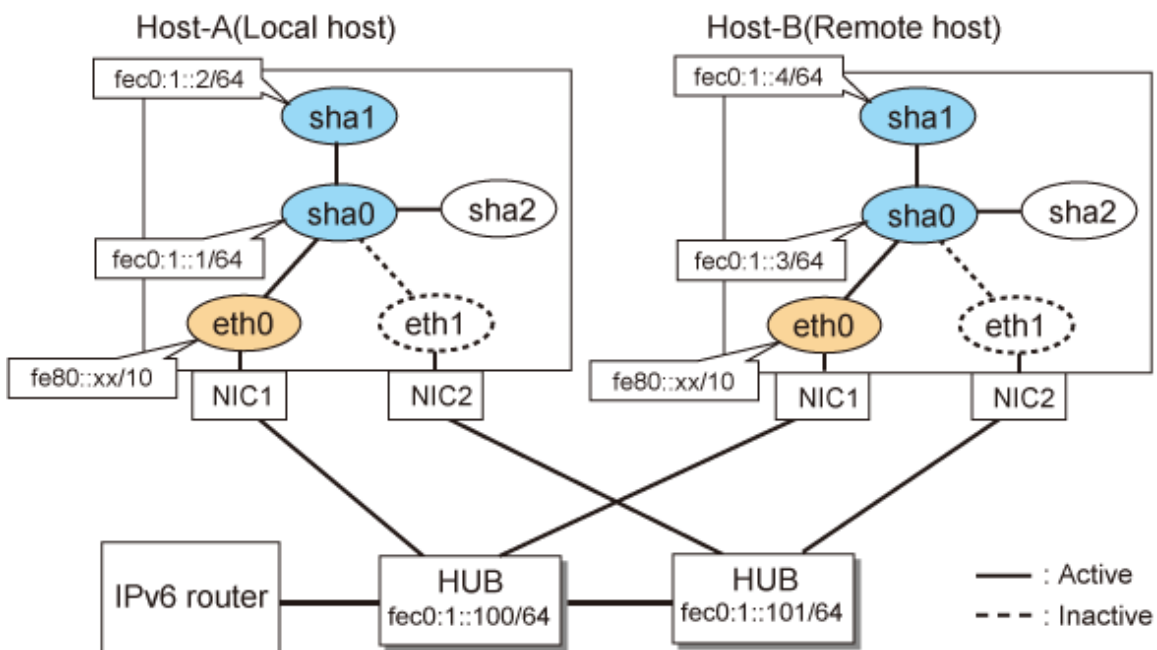 Host-A(Local host)
Host-B(Remote host)
fec0:1::2/64
fec0:1::4/64
sha1
sha1
sha0
sha2
sha0
sha2
fec0:1::1/64
fec0:1::3/64
eth0
eth1
eth0
eth1
fe80::xx/10
fe80::xx/10
NIC1
NIC2
NIC1
NIC2
IPv6 router
HUB
fec0:1::100/64
HUB
fec0:1::101/64
: Active
: Inactive